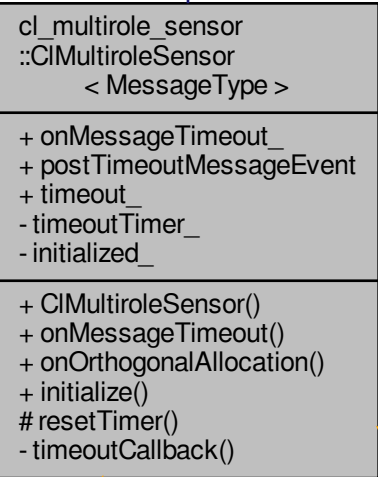 cl_multirole_sensor
::ClMultiroleSensor
< MessageType >
+ onMessageTimeout_
+ postTimeoutMessageEvent
+ timeout_
- timeoutTimer_
- initialized_
+ ClMultiroleSensor()
+ onMessageTimeout()
+ onOrthogonalAllocation()
+ initialize()
# resetTimer()
- timeoutCallback()